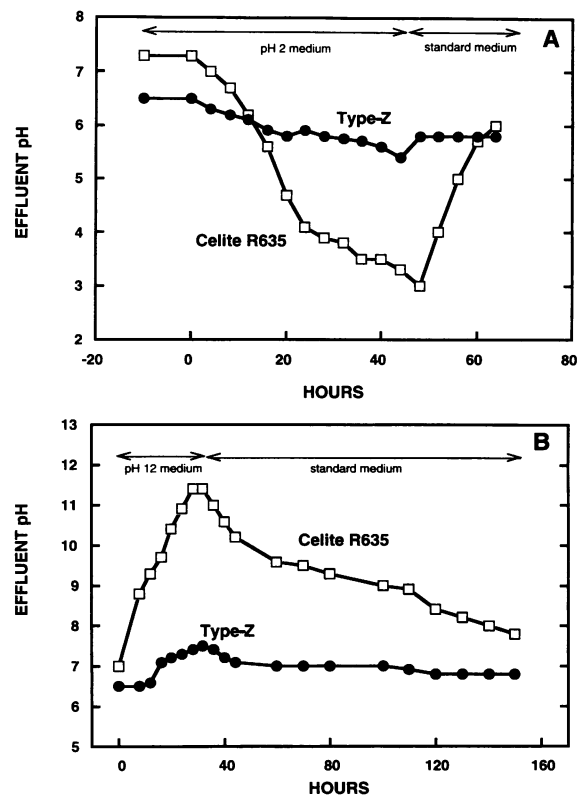 A
pH 2 medium
standard medium
8
7
6
5
4
3
2
EFFLUENT pH
Type-Z
Celite R635
-20
0
20
40
60
80
HOURS
B
pH 12 medium
standard medium
13
12
11
10
9
8
7
6
5
EFFLUENT pH
Celite R635
Type-Z
0
40
80
120
160
HOURS